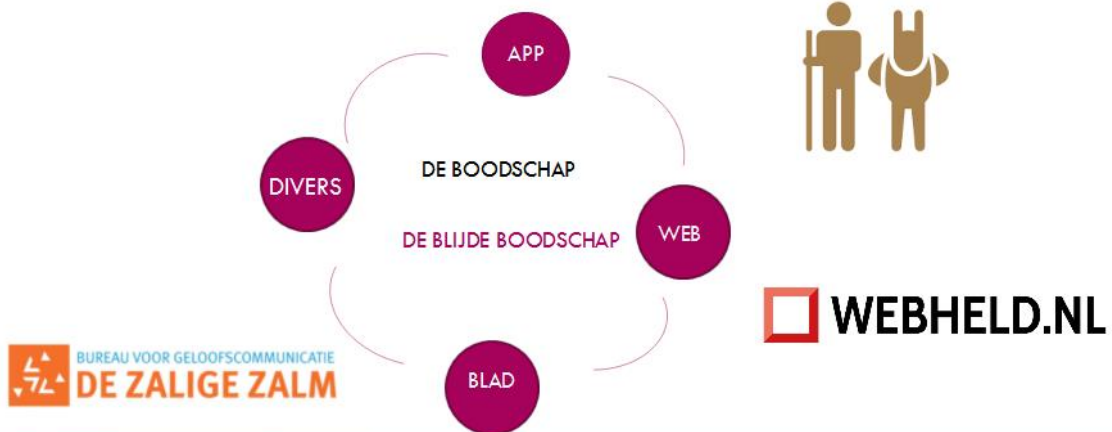 APP
DE BOODSCHAP
DIVERS
DE BLIJDE BOODSCHAP
WEB
WEBHELD.NL
BUREAU VOOR GELOOFSCOMMUNICATIE
DE ZALIGE ZALM
BLAD